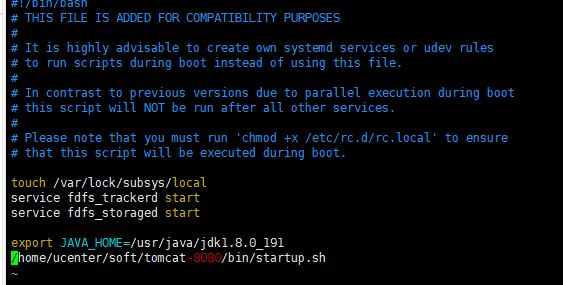 #!/bin/bash
# THIS FILE IS ADDED FOR COMPATIBILITY PURPOSES
#
# It is highly advisable to create own systemd services or udev rules
# to run scripts during boot instead of using this file.
#
# In contrast to previous versions due to parallel execution during boot
# this script will NOT be run after all other services.
#
# Please note that you must run 'chmod +x /etc/rc.d/rc.local' to ensure
# that this script will be executed during boot.

touch /var/lock/subsys/local
service fdfs_trackerd start
service fdfs_storaged start

export JAVA_HOME=/usr/java/jdk1.8.0_191
/home/ucenter/soft/tomcat-8080/bin/startup.sh
~